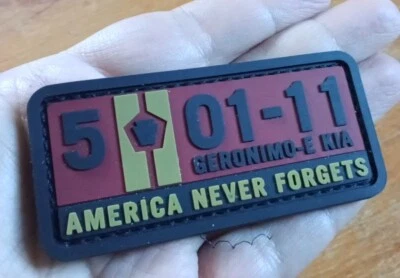 5 01-11
GERONIMO-E KIA
AMERICA NEVER FORGETS